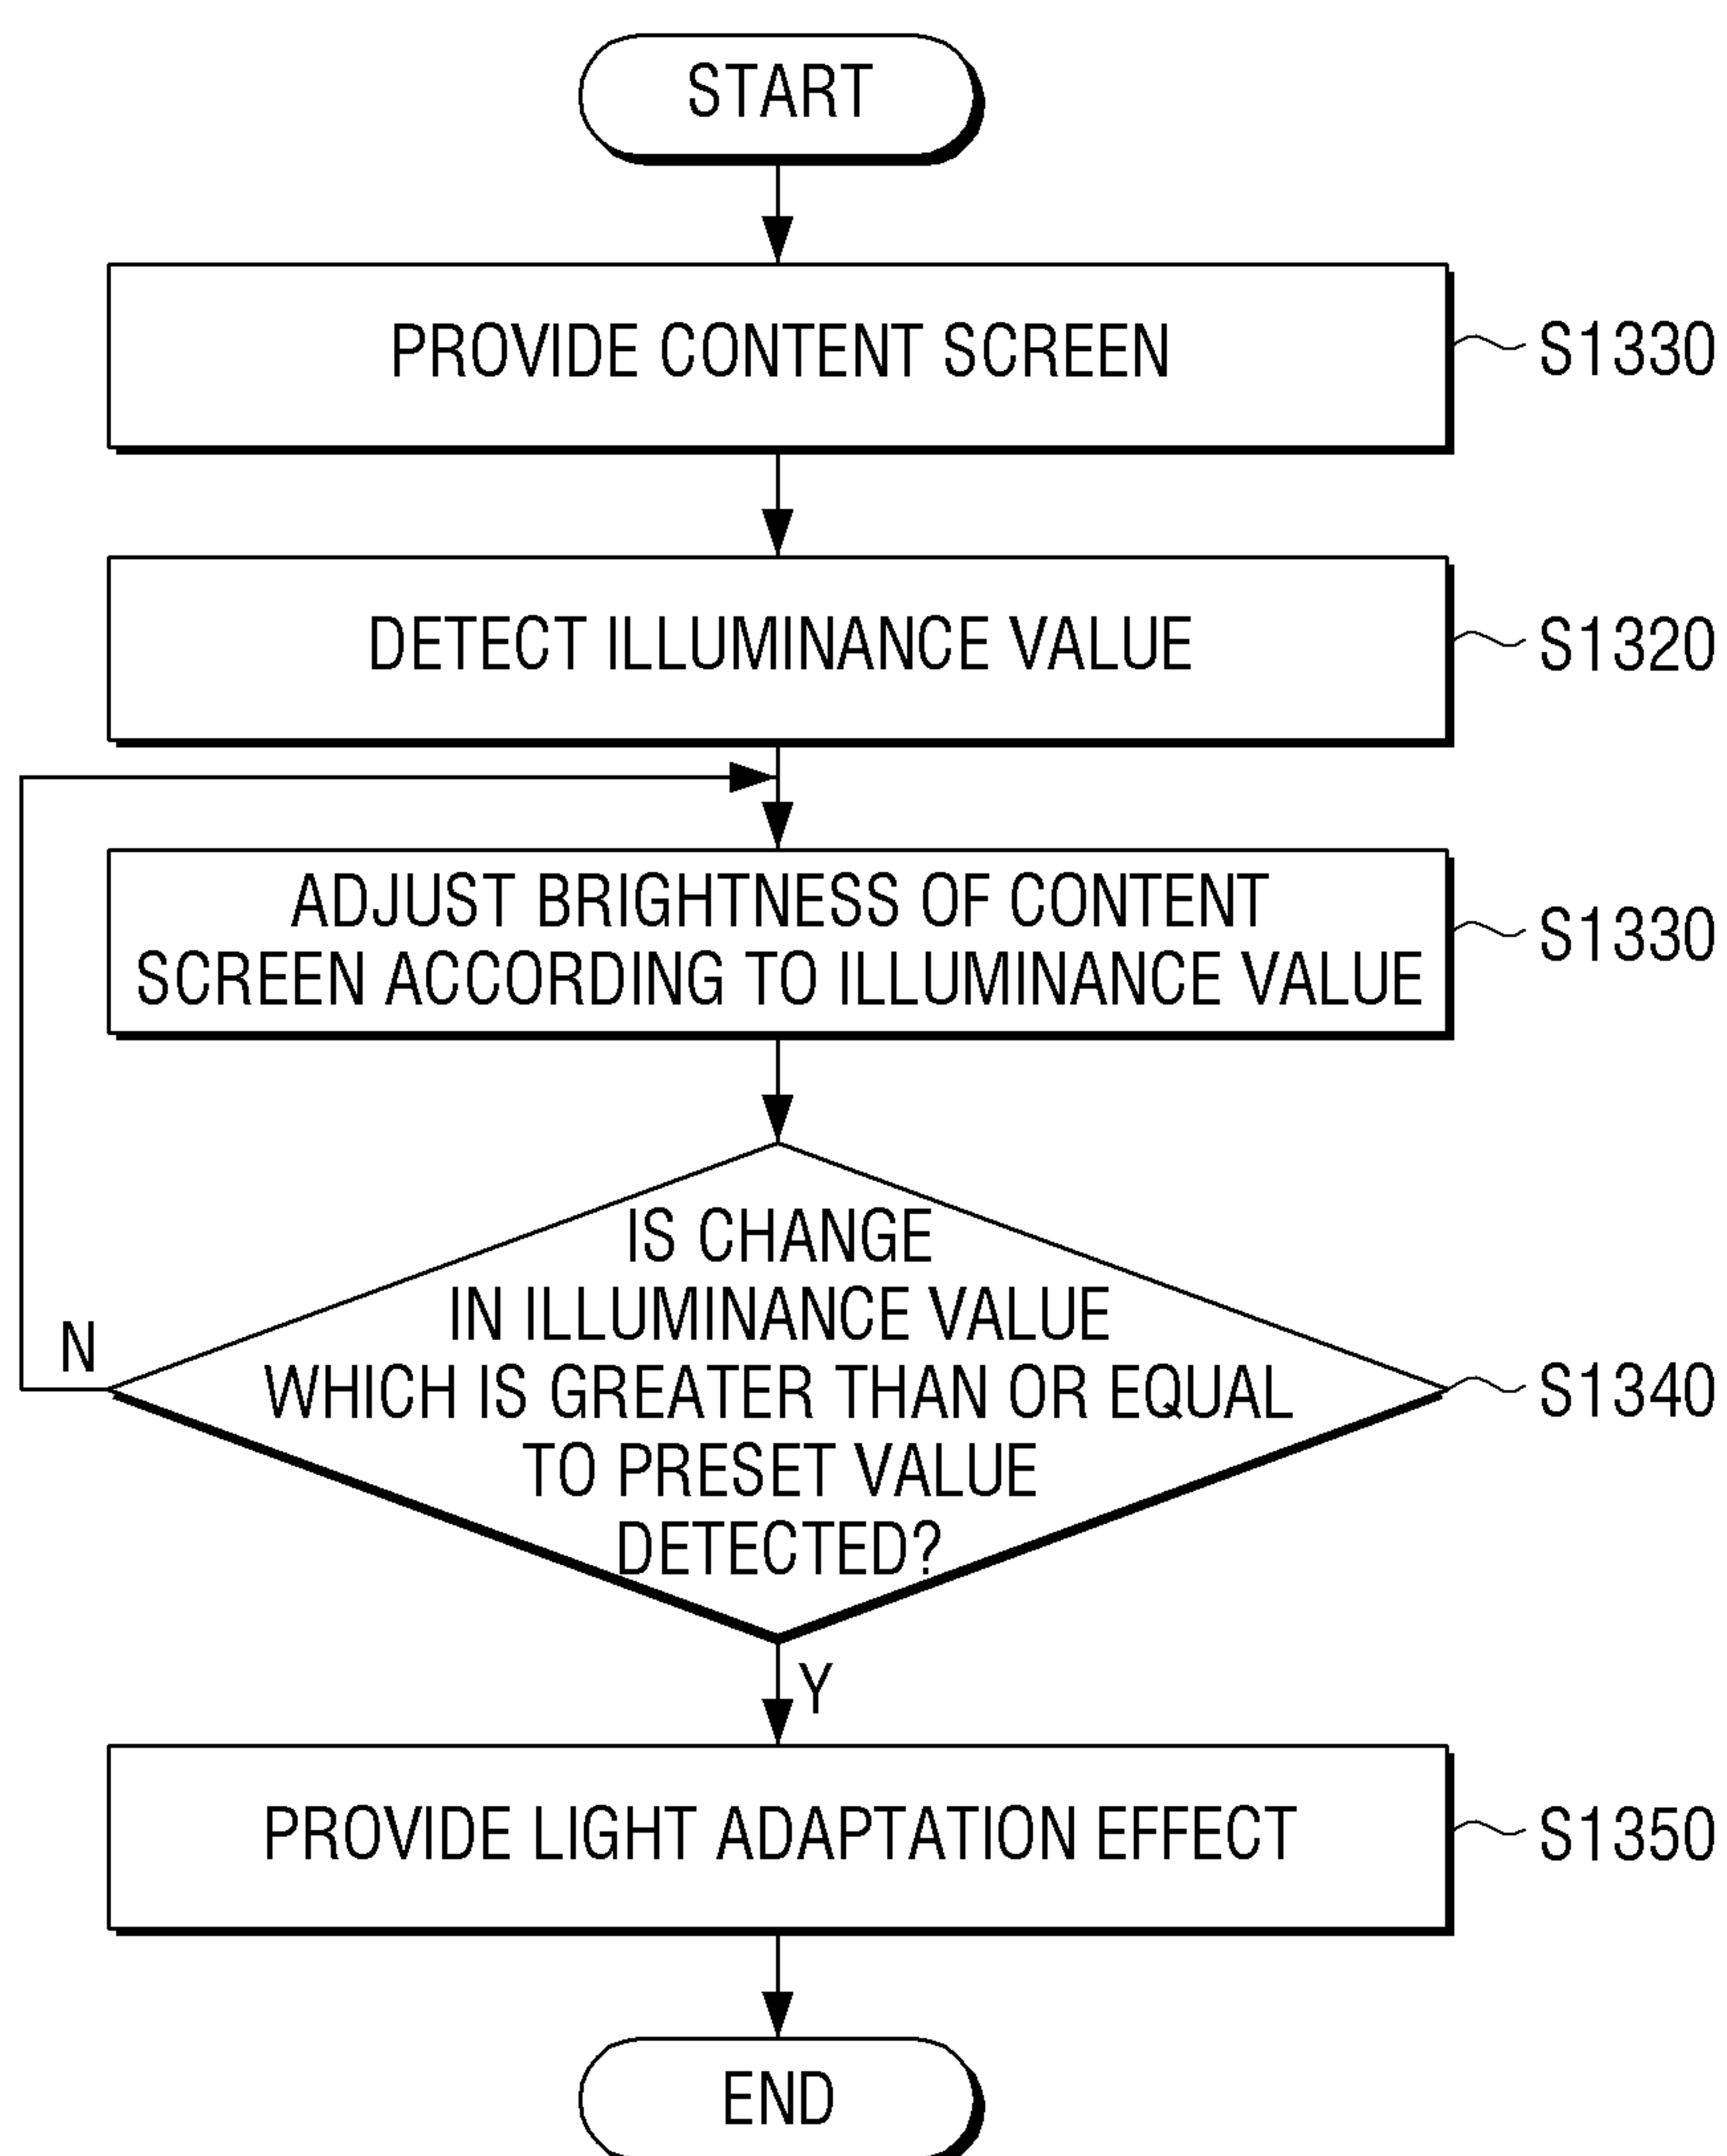 START
PROVIDE CONTENT SCREEN
S1330
DETECT ILLUMINANCE VALUE
S1320
ADJUST BRIGHTNESS OF CONTENT
SCREEN ACCORDING TO ILLUMINANCE VALUE
S1330
IS CHANGE
IN ILLUMINANCE VALUE
WHICH IS GREATER THAN OR EQUAL
TO PRESET VALUE
DETECTED?
N
S1340
Y
PROVIDE LIGHT ADAPTATION EFFECT
S1350
END